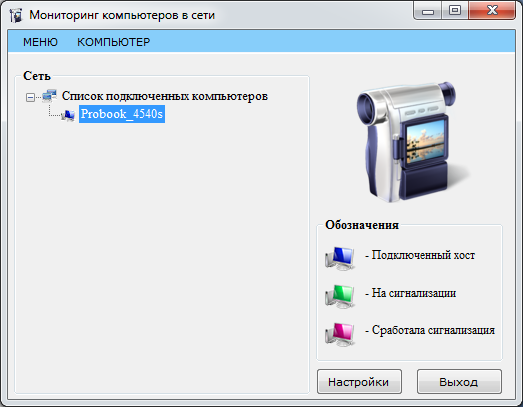 Мониторинг компьютеров в сети
МЕНЮ КОМПЬЮТЕР
Сеть
Список подключенных компьютеров
Probook_4540s
Обозначения
- Подключенный хост
- На сигнализации
- Сработала сигнализация
Настройки Выход